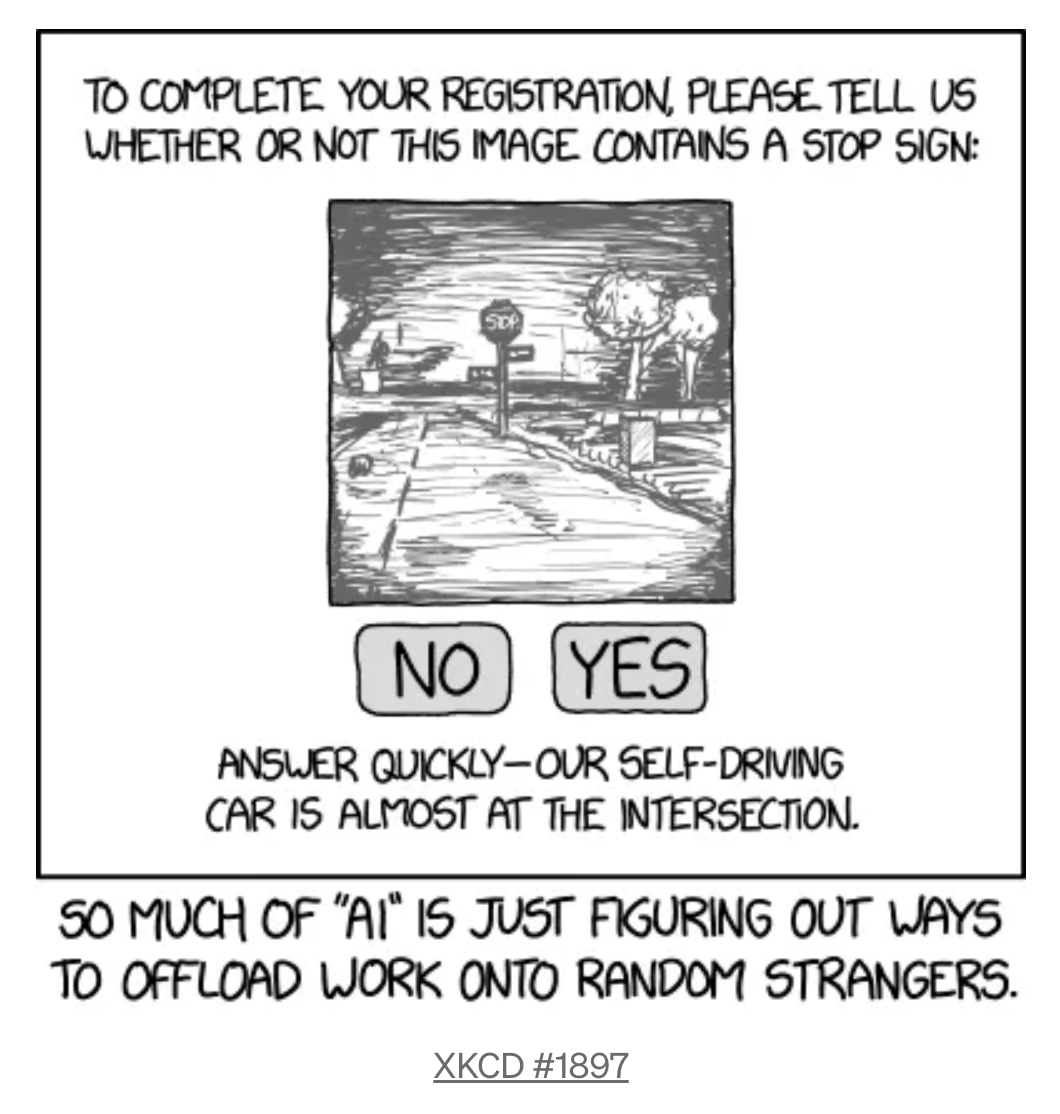 TO COMPLETE YOUR REGISTRATION, PLEASE TELL US
WHETHER OR NOT THIS IMAGE CONTAINS A STOP SIGN:
STOP
NO YES
ANSWER QUICKLY—OUR SELF-DRIVING
CAR IS ALMOST AT THE INTERSECTION.
SO MUCH OF "AI" IS JUST FIGURING OUT WAYS
TO OFFLOAD WORK ONTO RANDOM STRANGERS.
XKCD #1897